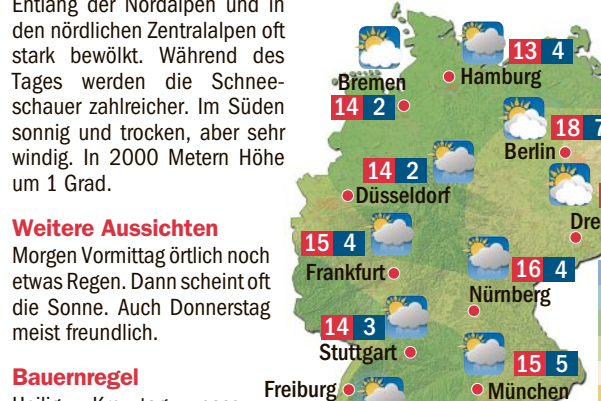 Entlang der Nordalpen und in
den nördlichen Zentralalpen oft
stark bewölkt. Während des
Tages werden die Schnee-
schauer zahlreicher. Im Süden
sonnig und trocken, aber sehr
windig. In 2000 Metern Höhe
um 1 Grad.
Weitere Aussichten
Morgen Vormittag örtlich noch
etwas Regen. Dann scheint oft
die Sonne. Auch Donnerstag
meist freundlich.
Bauernregel
13 4
Hamburg
Bremen
14 2
18 7
Berlin
14 2
Düsseldorf
Dre
15 4
Frankfurt
16 4
Nürnberg
14 3
Stuttgart
15 5
München
Freiburg